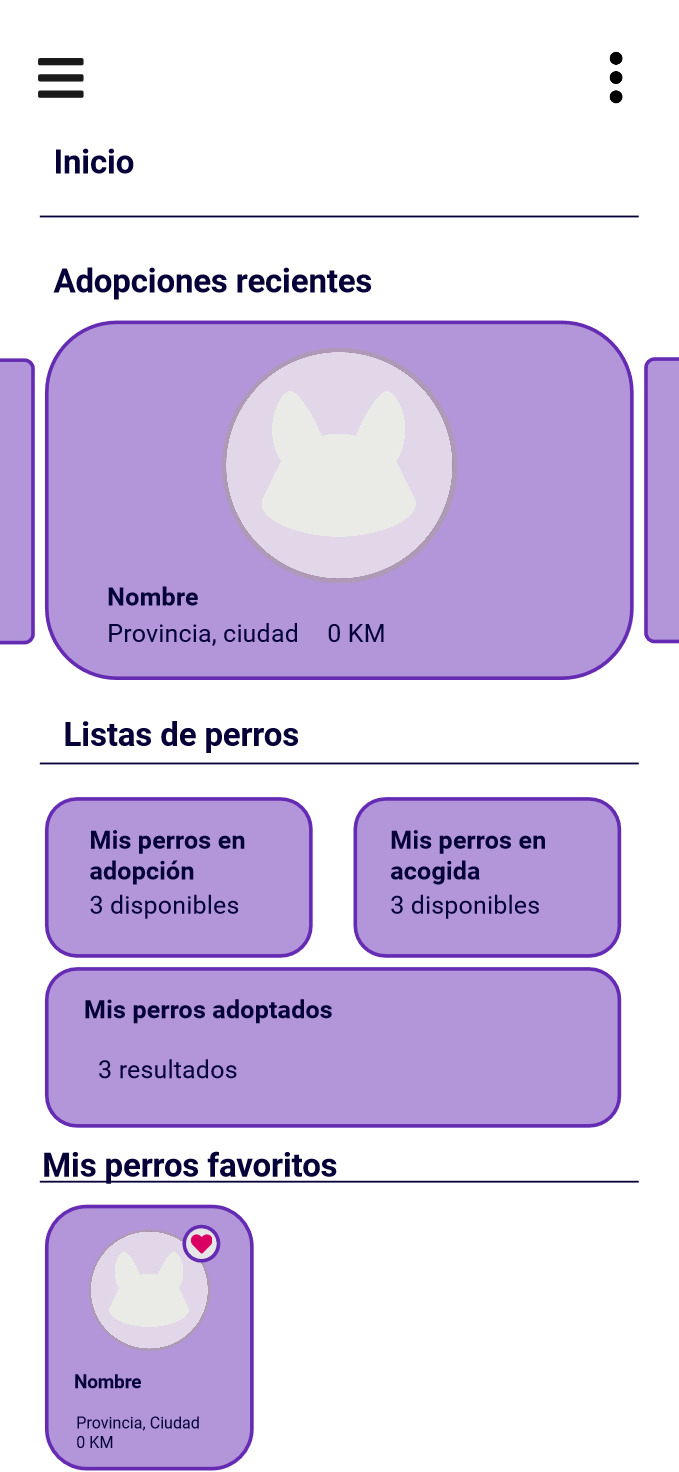 Inicio
Adopciones recientes
Nombre
Provincia, ciudad 0 KM
Listas de perros
Mis perros en
adopción
3 disponibles
Mis perros en
acogida
3 disponibles
Mis perros adoptados
3 resultados
Mis perros favoritos
Nombre
Provincia, Ciudad
0 KM